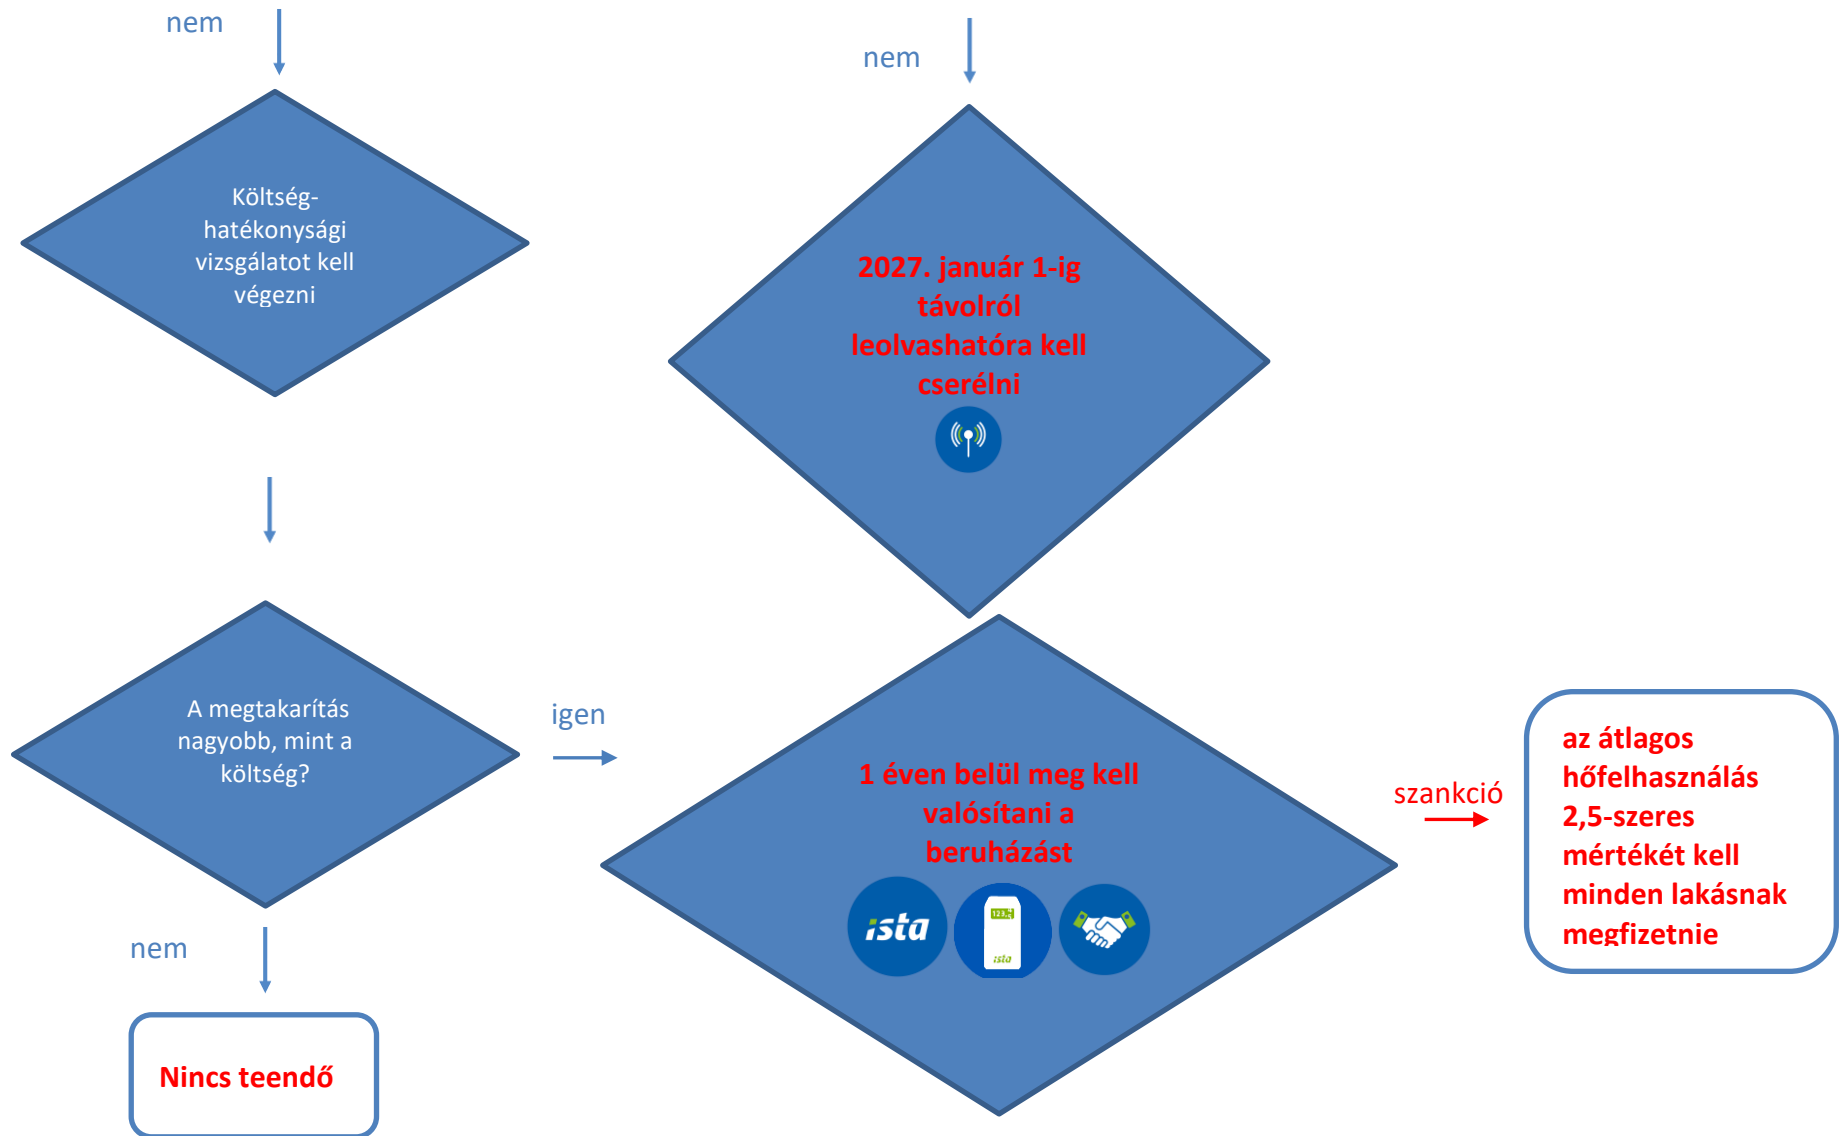 nem
nem
Költség-
hatékonysági
vizsgálatot kell
végezni
2027. január 1-ig
távolról
leolvashatóra kell
cserélni
A megtakarítás
nagyobb, mint a
költség?
igen
1 éven belül meg kell
valósítani a
beruházást
ista
123.
ista
szankció
az átlagos
hőfelhasználás
2,5-szeres
mértékét kell
minden lakásnak
megfizetnie
nem
Nincs teendő